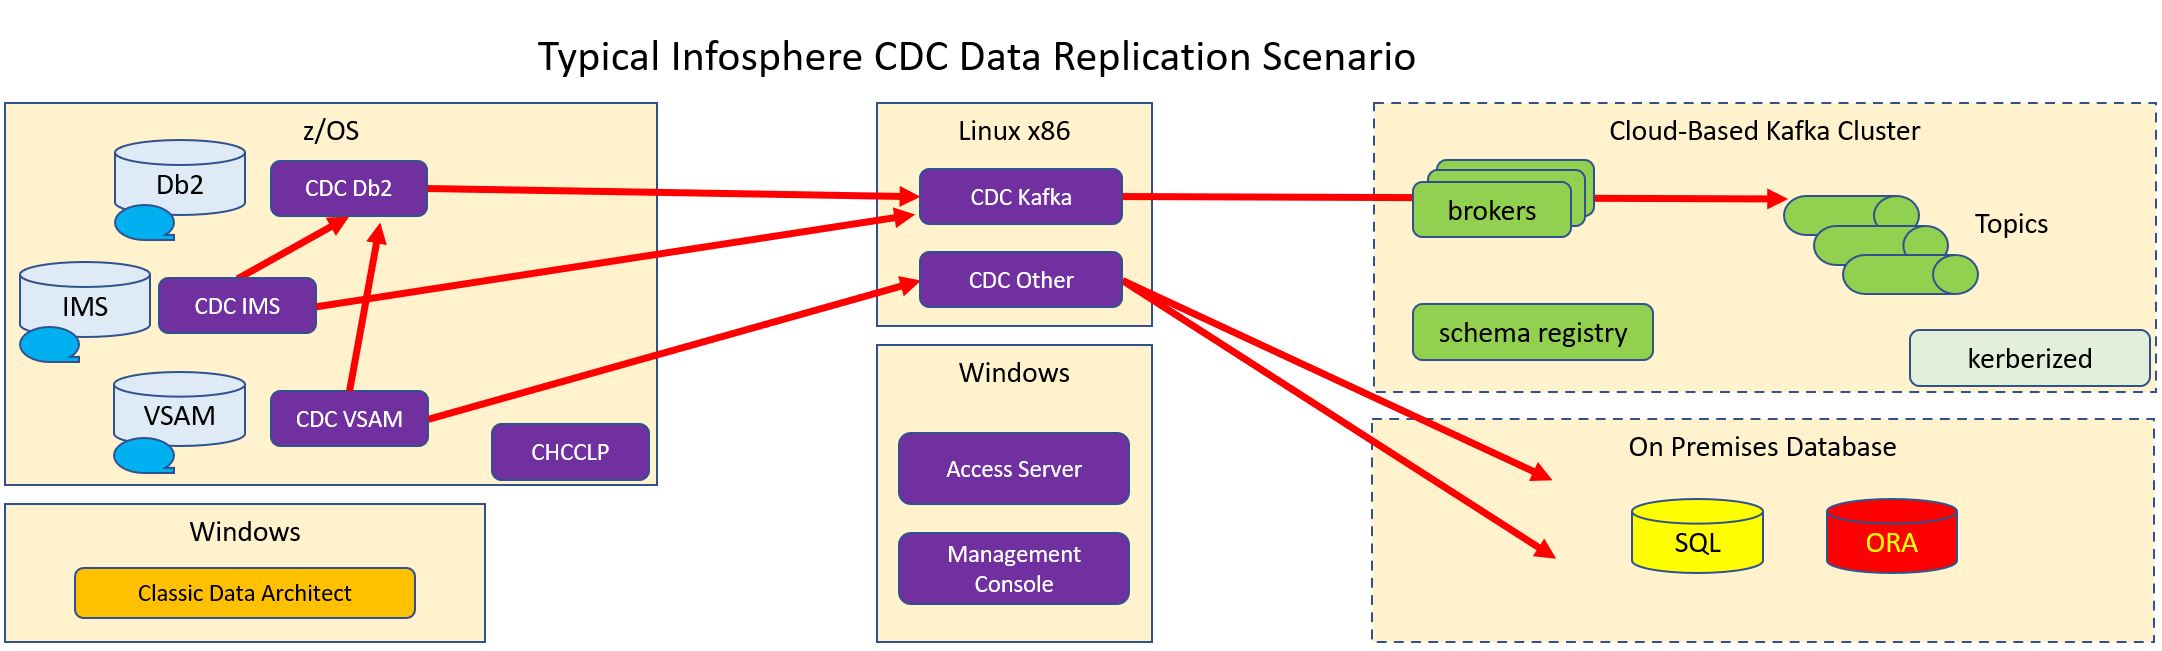 Typical Infosphere CDC Data Replication Scenario
z/OS
Db2
CDC Db2
IMS
CDC IMS
VSAM
CDC VSAM
CHCCLP
Windows
Classic Data Architect
Linux x86
CDC Kafka
CDC Other
Windows
Access Server
Management
Console
Cloud-Based Kafka Cluster
brokers
Topics
schema registry
kerberized
On Premises Database
SQL
ORA